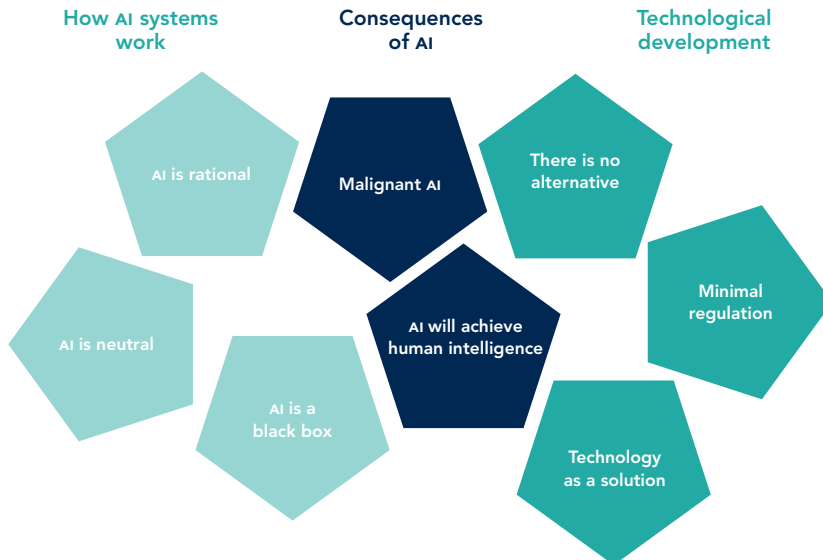 How AI systems
work
Consequences
of AI
Technological
development
AI is rational
Malignant AI
There is no
alternative
Minimal
regulation
AI is neutral
AI will achieve
human intelligence
AI is a
black box
Technology
as a solution